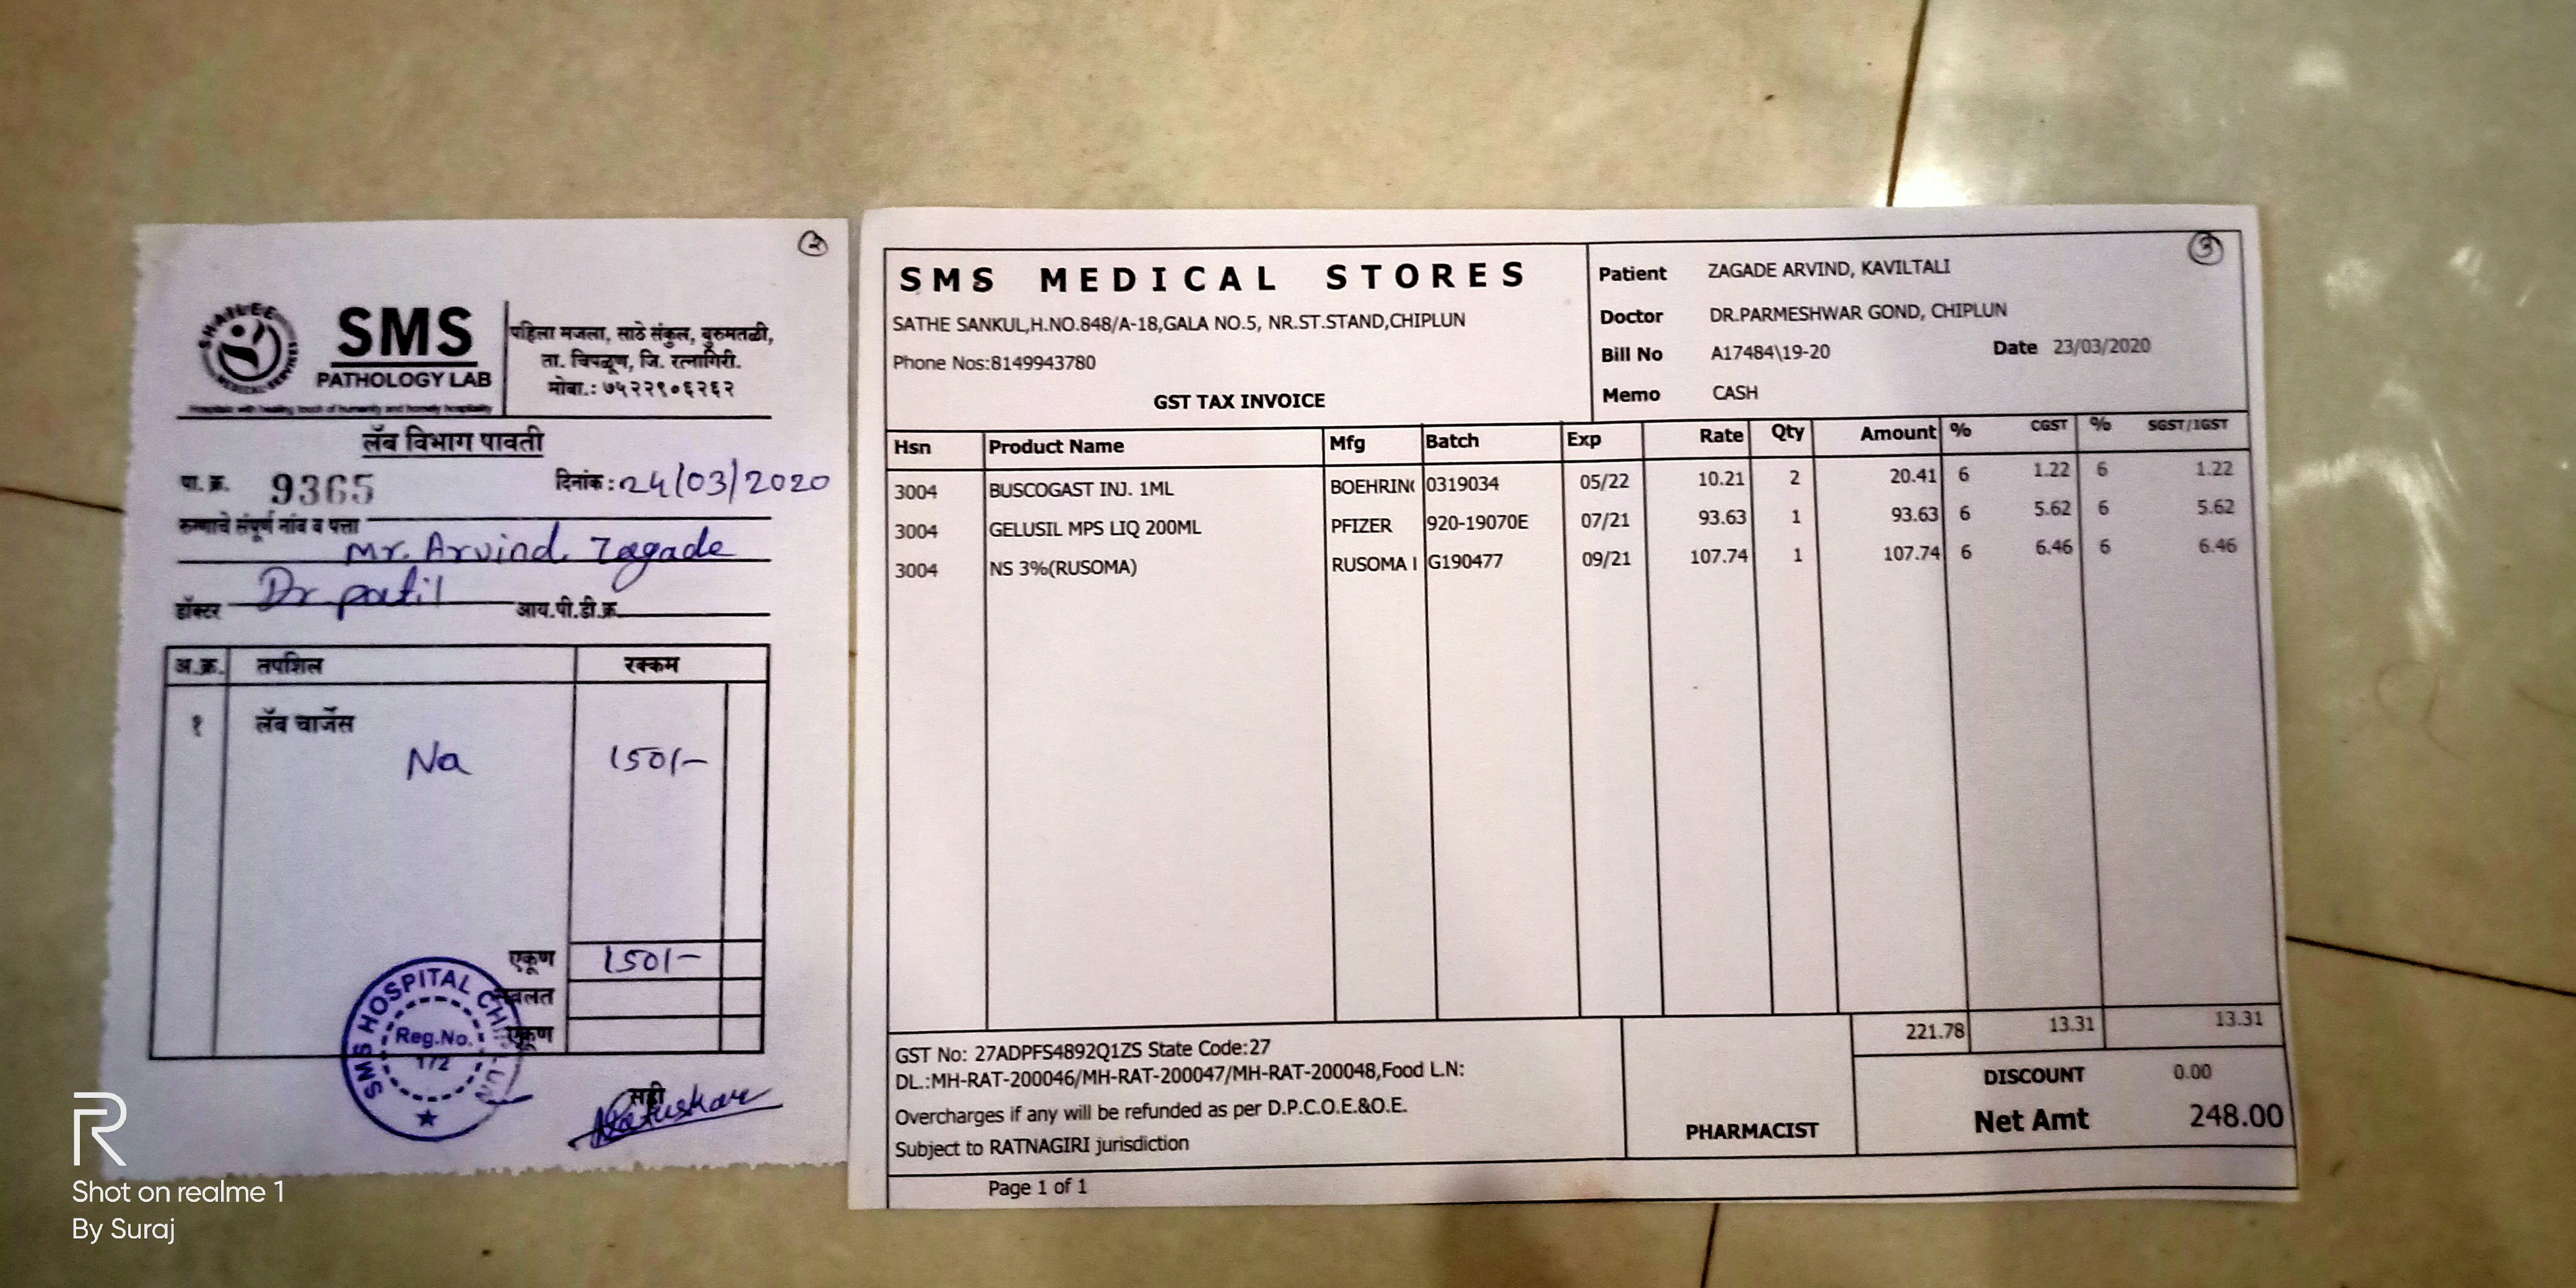 २
SHAILEE
MEDICAL SERVICES
SMS
PATHOLOGY LAB
Hospitals with healing touch of humanity and homely hospitality
पहिला मजला, साठे संकुल, बुरुमतळी,
ता. चिपळूण, जि. रत्नागिरी.
मोबा.: ७५२२९०६२६२
लॅब विभाग पावती
पा. क्र. 9365 दिनांक : 24/03/2020
रुग्णाचे संपूर्ण नांव व पत्ता
Mr. Arvind Zagade
डॉक्टर Dr patil आय.पी.डी.क्र.
अ.क्र. तपशिल रक्कम
१ लॅब चार्जेस
Na 150/-
एकूण 150/-
एकूण
SMS HOSPITAL CHIPLUN
Reg.No.
172
सही
③
SMS MEDICAL STORES
SATHE SANKUL,H.NO.848/A-18,GALA NO.5, NR.ST.STAND,CHIPLUN
Phone Nos:8149943780
GST TAX INVOICE
Patient ZAGADE ARVIND, KAVILTALI
Doctor DR.PARMESHWAR GOND, CHIPLUN
Bill No A17484\19-20 Date 23/03/2020
Memo CASH
Hsn Product Name Mfg Batch Exp Rate Qty Amount % CGST % SGST/IGST
3004 BUSCOGAST INJ. 1ML BOEHRIN 0319034 05/22 10.21 2 20.41 6 1.22 6 1.22
3004 GELUSIL MPS LIQ 200ML PFIZER 920-19070E 07/21 93.63 1 93.63 6 5.62 6 5.62
3004 NS 3%(RUSOMA) RUSOMA G190477 09/21 107.74 1 107.74 6 6.46 6 6.46
221.78 13.31 13.31
GST No: 27ADPFS4892Q1ZS State Code:27
DL.:MH-RAT-200046/MH-RAT-200047/MH-RAT-200048,Food L.N:
Overcharges if any will be refunded as per D.P.C.O.E.&O.E.
Subject to RATNAGIRI jurisdiction
PHARMACIST
DISCOUNT 0.00
Net Amt 248.00
Page 1 of 1
Shot on realme 1
By Suraj